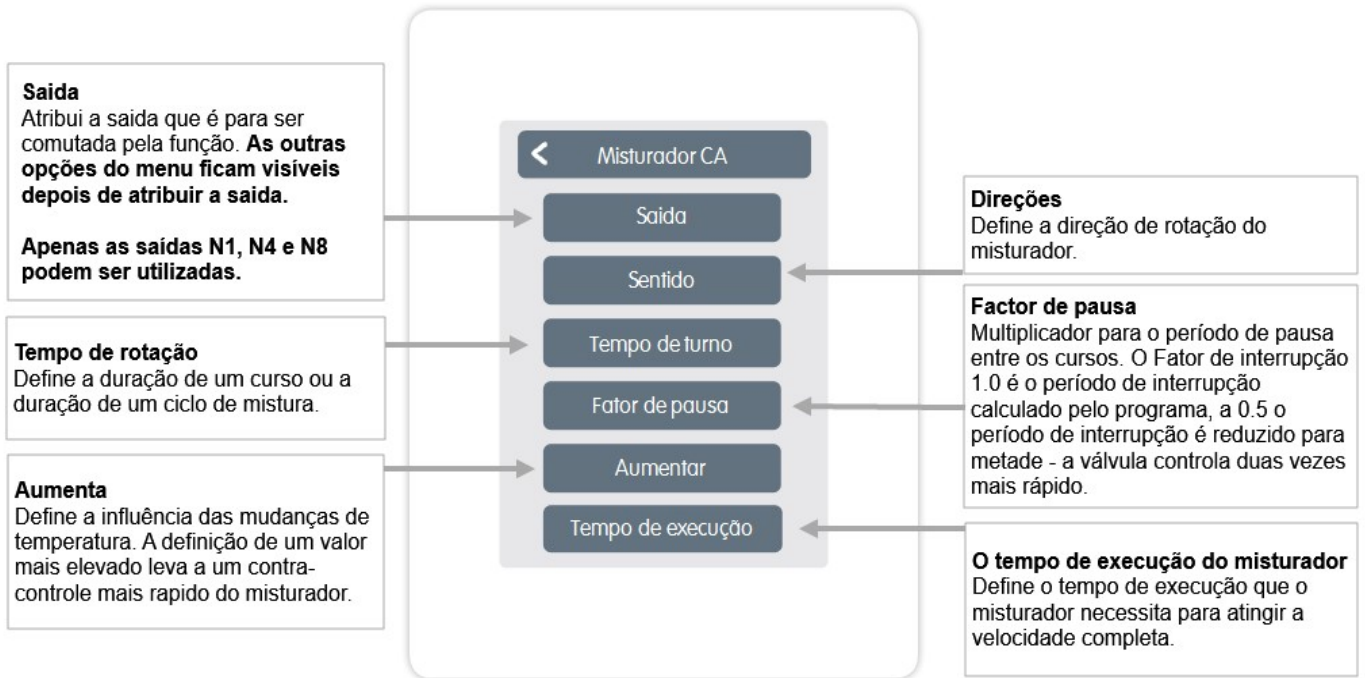 Saida
Atribui a saida que é para ser
comutada pela função. As outras
opções do menu ficam visíveis
depois de atribuir a saida.
Apenas as saídas N1, N4 e N8
podem ser utilizadas.
Tempo de rotação
Define a duração de um curso ou a
duração de um ciclo de mistura.
Aumenta
Define a influência das mudanças de
temperatura. A definição de um valor
mais elevado leva a um contra-
controle mais rapido do misturador.
Misturador CA
Saida
Sentido
Tempo de turno
Fator de pausa
Aumentar
Tempo de execução
Direções
Define a direção de rotação do
misturador.
Factor de pausa
Multiplicador para o período de pausa
entre os cursos. O Fator de interrupção
1.0 é o período de interrupção
calculado pelo programa, a 0.5 o
período de interrupção é reduzido para
metade - a válvula controla duas vezes
mais rápido.
O tempo de execução do misturador
Define o tempo de execução que o
misturador necessita para atingir a
velocidade completa.